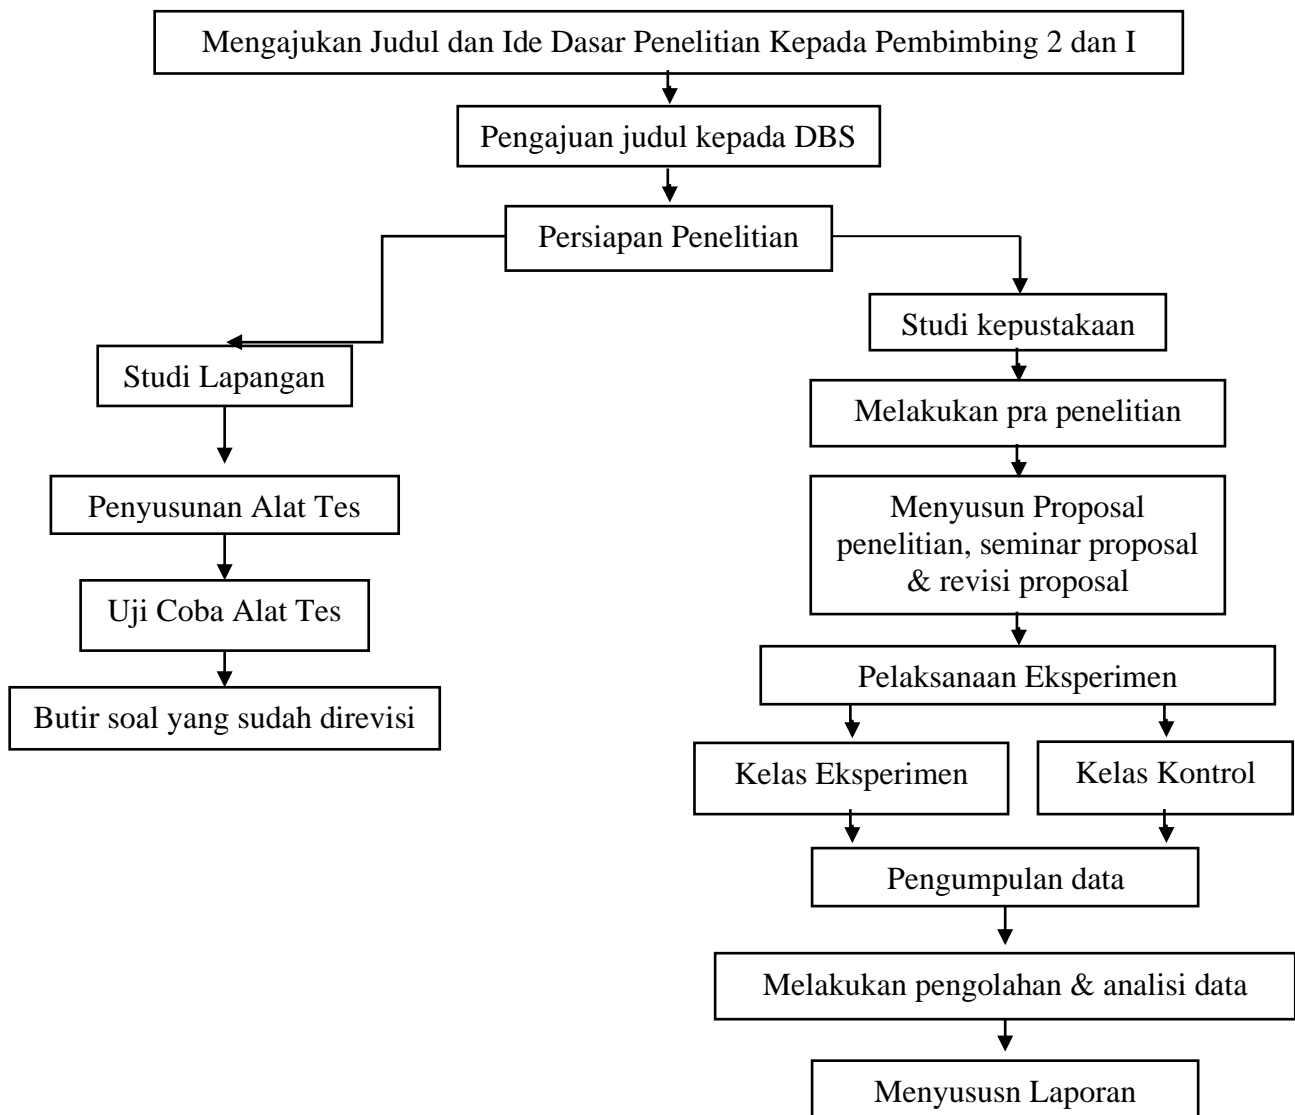 Mengajukan Judul dan Ide Dasar Penelitian Kepada Pembimbing 2 dan I
Pengajuan judul kepada DBS
Persiapan Penelitian
Studi Lapangan
Penyusunan Alat Tes
Uji Coba Alat Tes
Butir soal yang sudah direvisi
Studi kepustakaan
Melakukan pra penelitian
Menyusun Proposal
penelitian, seminar proposal
& revisi proposal
Pelaksanaan Eksperimen
Kelas Eksperimen
Kelas Kontrol
Pengumpulan data
Melakukan pengolahan & analisi data
Menyususn Laporan